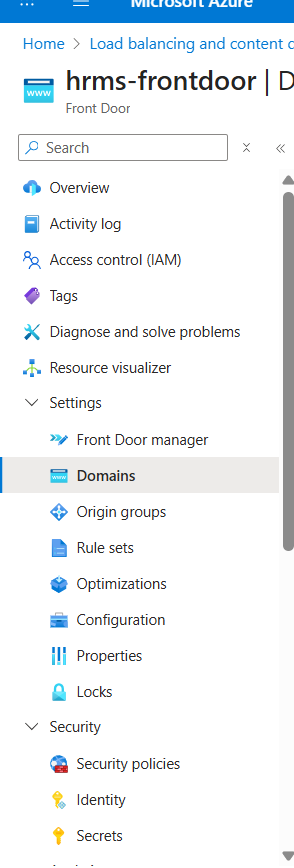 Microsoft Azure
Home > Load balancing and content
hrms-frontdoor | D
Front Door
Search
Overview
Activity log
Access control (IAM)
Tags
Diagnose and solve problems
Resource visualizer
Settings
Front Door manager
www Domains
Origin groups
Rule sets
Optimizations
Configuration
Properties
Locks
Security
Security policies
Identity
Secrets